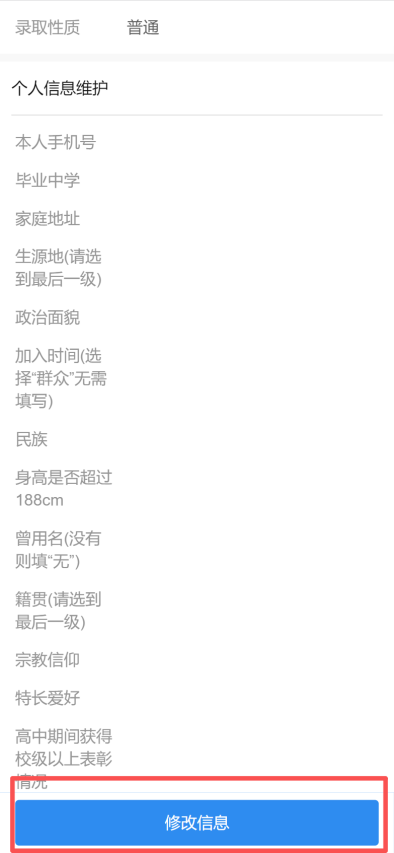 录取性质 普通
个人信息维护
本人手机号
毕业中学
家庭地址
生源地(请选
到最后一级)
政治面貌
加入时间(选
择“群众”无需
填写)
民族
身高是否超过
188cm
曾用名(没有
则填“无”)
籍贯(请选到
最后一级)
宗教信仰
特长爱好
高中期间获得
校级以上表彰
情况
修改信息